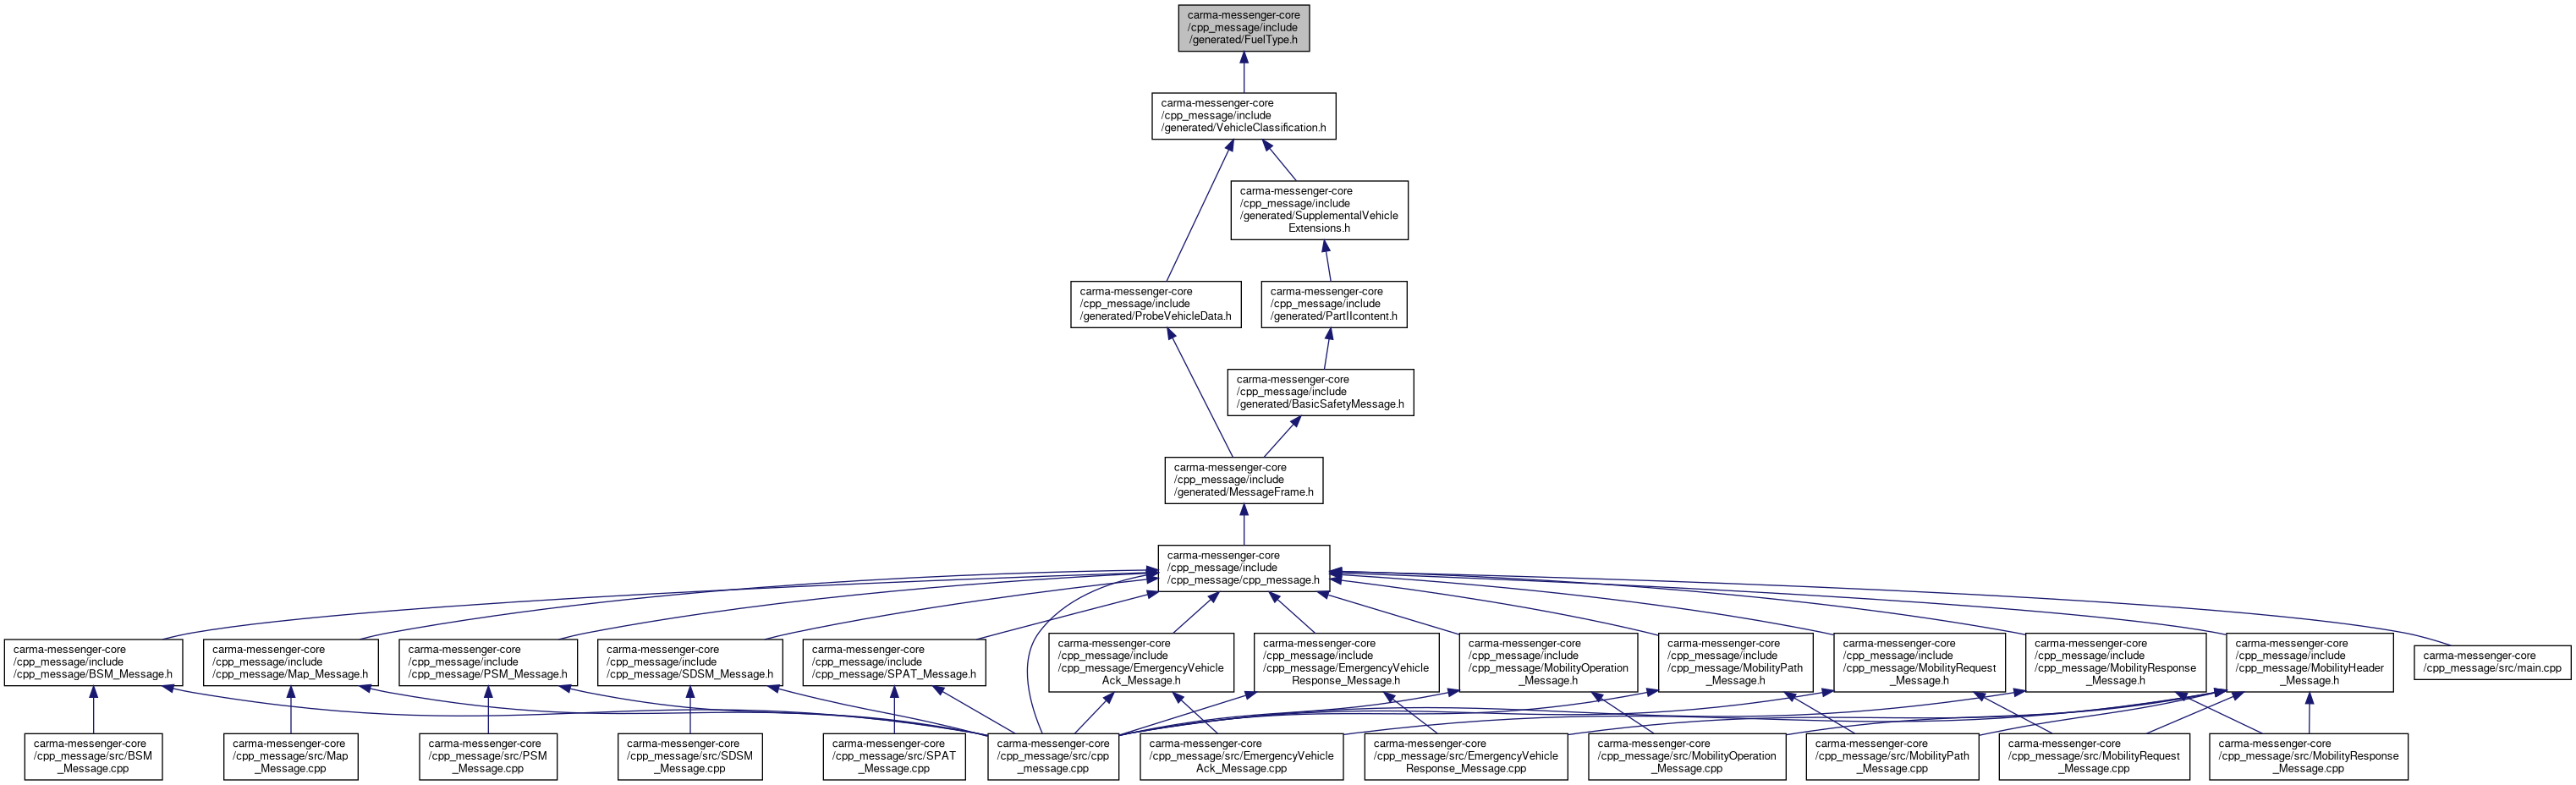 carma-messenger-core
/cpp_message/include
/generated/FuelType.h
carma-messenger-core
/cpp_message/include
/generated/VehicleClassification.h
carma-messenger-core
/cpp_message/include
/generated/SupplementalVehicle
Extensions.h
carma-messenger-core
/cpp_message/include
/generated/ProbeVehicleData.h
carma-messenger-core
/cpp_message/include
/generated/PartIIcontent.h
carma-messenger-core
/cpp_message/include
/generated/BasicSafetyMessage.h
carma-messenger-core
/cpp_message/include
/generated/MessageFrame.h
carma-messenger-core
/cpp_message/include
/cpp_message/cpp_message.h
carma-messenger-core
/cpp_message/include
/cpp_message/BSM_Message.h
carma-messenger-core
/cpp_message/include
/cpp_message/Map_Message.h
carma-messenger-core
/cpp_message/include
/cpp_message/PSM_Message.h
carma-messenger-core
/cpp_message/include
/cpp_message/SDSM_Message.h
carma-messenger-core
/cpp_message/include
/cpp_message/SPAT_Message.h
carma-messenger-core
/cpp_message/include
/cpp_message/EmergencyVehicle
Ack_Message.h
carma-messenger-core
/cpp_message/include
/cpp_message/EmergencyVehicle
Response_Message.h
carma-messenger-core
/cpp_message/include
/cpp_message/MobilityOperation
_Message.h
carma-messenger-core
/cpp_message/include
/cpp_message/MobilityPath
_Message.h
carma-messenger-core
/cpp_message/include
/cpp_message/MobilityRequest
_Message.h
carma-messenger-core
/cpp_message/include
/cpp_message/MobilityResponse
_Message.h
carma-messenger-core
/cpp_message/include
/cpp_message/MobilityHeader
_Message.h
carma-messenger-core
/cpp_message/src/main.cpp
carma-messenger-core
/cpp_message/src/BSM
_Message.cpp
carma-messenger-core
/cpp_message/src/Map
_Message.cpp
carma-messenger-core
/cpp_message/src/PSM
_Message.cpp
carma-messenger-core
/cpp_message/src/SDSM
_Message.cpp
carma-messenger-core
/cpp_message/src/SPAT
_Message.cpp
carma-messenger-core
/cpp_message/src/cpp
_message.cpp
carma-messenger-core
/cpp_message/src/EmergencyVehicle
Ack_Message.cpp
carma-messenger-core
/cpp_message/src/EmergencyVehicle
Response_Message.cpp
carma-messenger-core
/cpp_message/src/MobilityOperation
_Message.cpp
carma-messenger-core
/cpp_message/src/MobilityPath
_Message.cpp
carma-messenger-core
/cpp_message/src/MobilityRequest
_Message.cpp
carma-messenger-core
/cpp_message/src/MobilityResponse
_Message.cpp